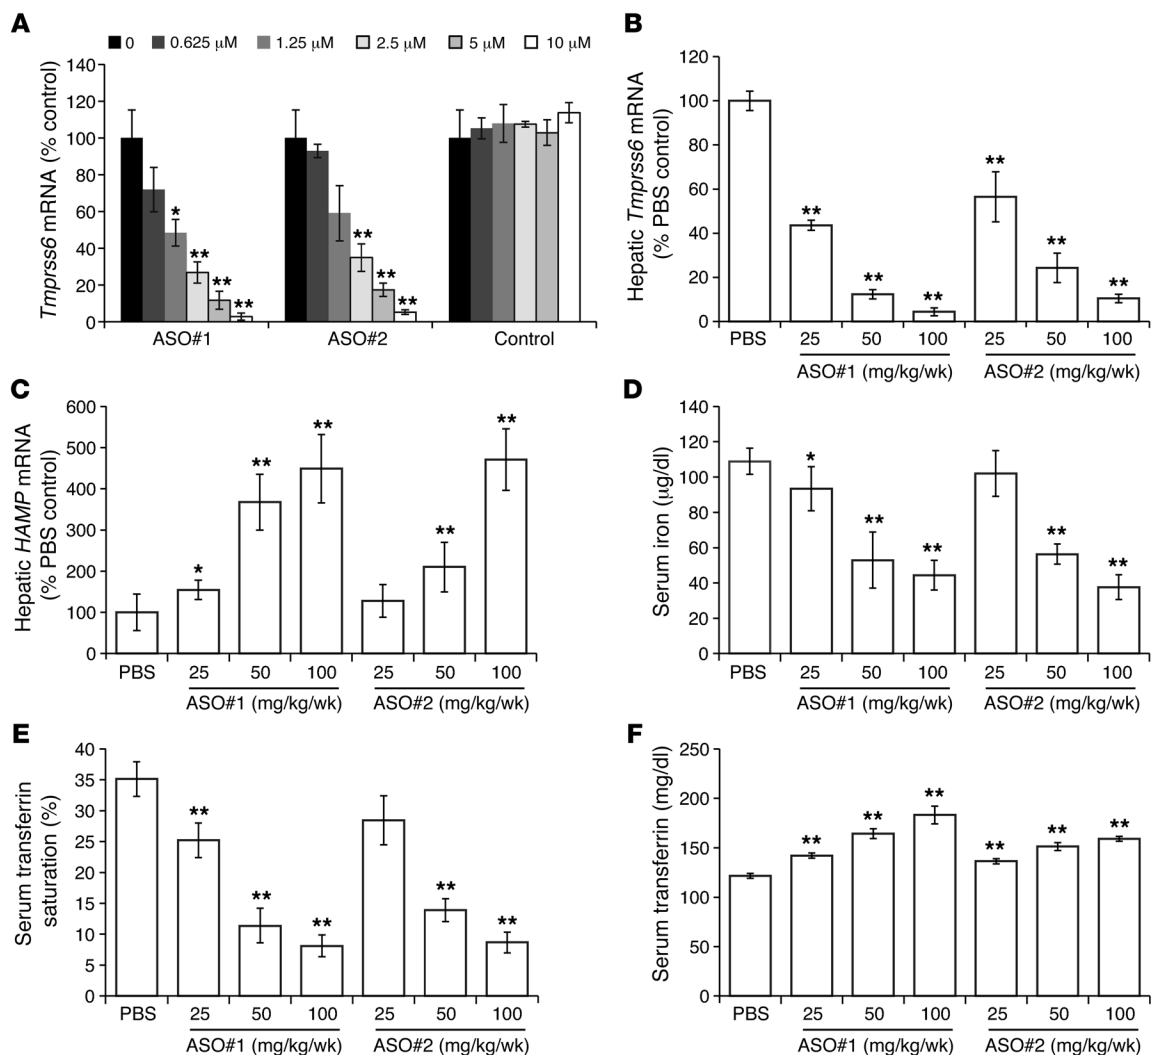 A
0 0.625 μM 1.25 μM 2.5 μM 5 μM 10 μM
Tmprss6 mRNA (% control)
140
120
100
80
60
40
20
0
*
**
**
**
**
**
**
ASO#1 ASO#2 Control
B
Hepatic Tmprss6 mRNA
(% PBS control)
120
100
80
60
40
20
0
**
**
**
**
**
**
PBS 25 50 100 25 50 100
ASO#1 (mg/kg/wk) ASO#2 (mg/kg/wk)
C
Hepatic HAMP mRNA
(% PBS control)
600
500
400
300
200
100
0
*
**
**
**
**
PBS 25 50 100 25 50 100
ASO#1 (mg/kg/wk) ASO#2 (mg/kg/wk)
D
Serum iron (μg/dl)
140
120
100
80
60
40
20
0
*
**
**
**
**
PBS 25 50 100 25 50 100
ASO#1 (mg/kg/wk) ASO#2 (mg/kg/wk)
E
Serum transferrin
saturation (%)
40
35
30
25
20
15
10
5
0
**
**
**
**
**
PBS 25 50 100 25 50 100
ASO#1 (mg/kg/wk) ASO#2 (mg/kg/wk)
F
Serum transferrin (mg/dl)
250
200
150
100
50
0
**
**
**
**
**
**
PBS 25 50 100 25 50 100
ASO#1 (mg/kg/wk) ASO#2 (mg/kg/wk)